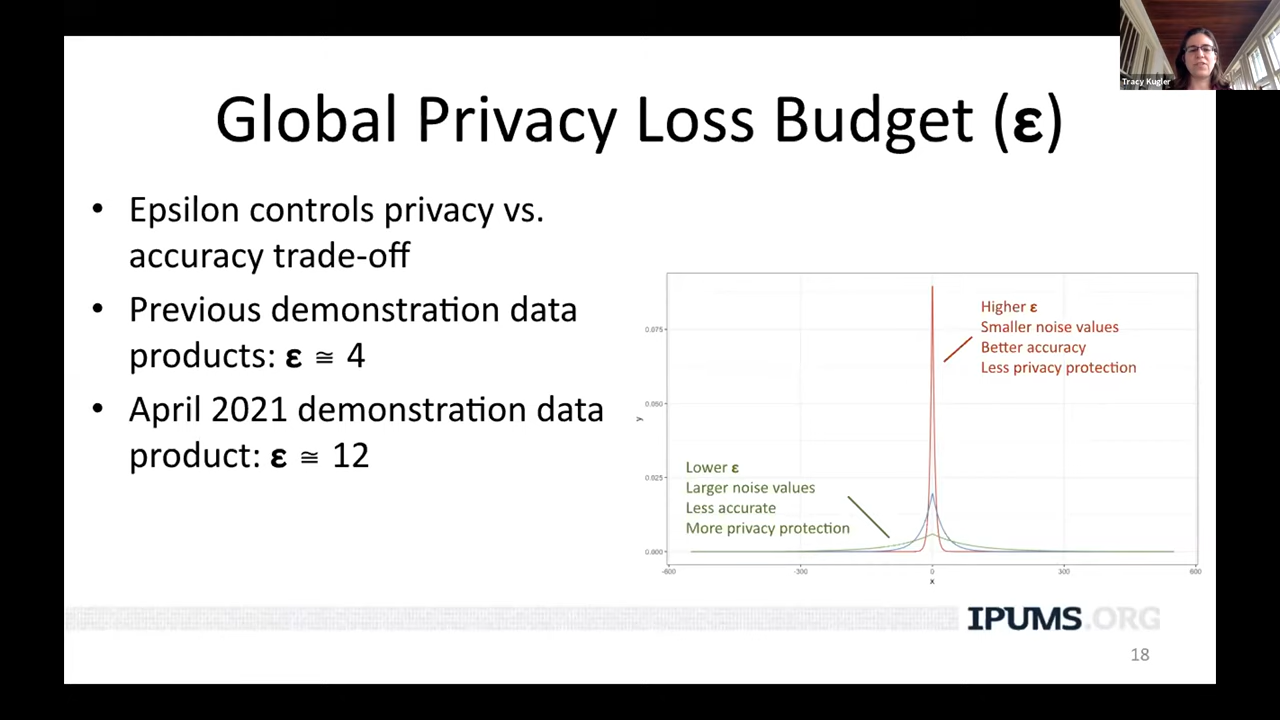 Tracy Kugler
Global Privacy Loss Budget (ε)
• Epsilon controls privacy vs.
accuracy trade-off
• Previous demonstration data
products: ε ≅ 4
• April 2021 demonstration data
product: ε ≅ 12
Higher ε
Smaller noise values
Better accuracy
Less privacy protection
Lower ε
Larger noise values
Less accurate
More privacy protection
0.075
0.050
0.025
0.000
y
-600 -300 0 300 600
x
IPUMS.ORG
18